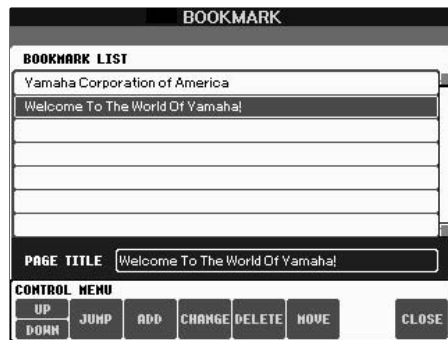 BOOKMARK
BOOKMARK LIST
Yamaha Corporation of America
Welcome To The World Of Yamaha!
PAGE TITLE Welcome To The World Of Yamaha!
CONTROL MENU
UP
DOWN
JUMP ADD CHANGE DELETE MOVE CLOSE